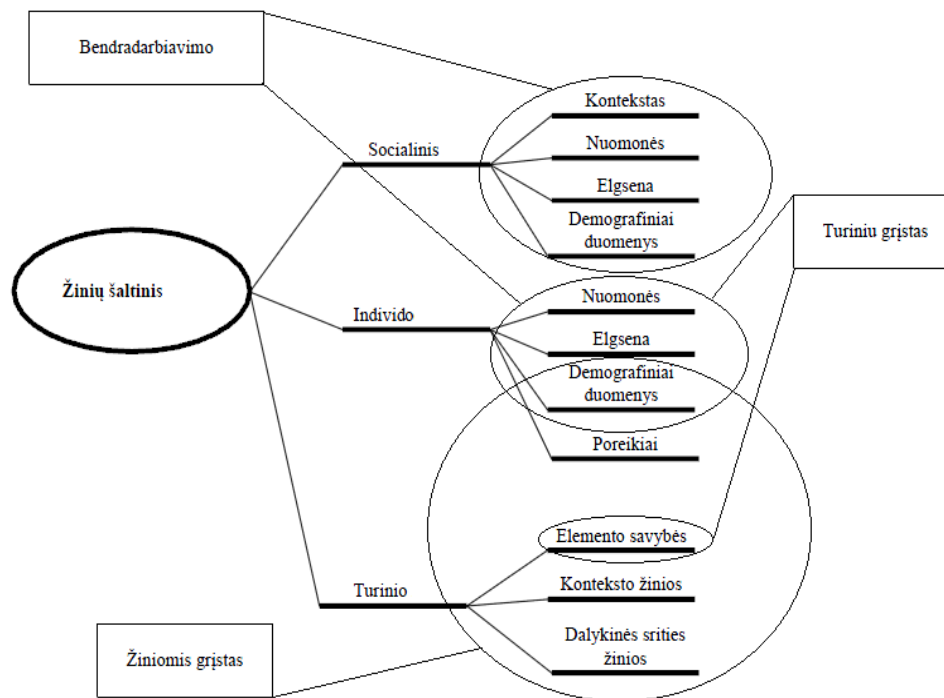 Bendradarbiavimo
Kontekstas
Socialinis
Nuomonės
Elgsena
Demografiniai
duomenys
Turiniu grįstas
Žinių šaltinis
Nuomonės
Individo
Elgsena
Demografiniai
duomenys
Poreikiai
Elemento savybės
Turinio
Konteksto žinios
Dalykinės srities
žinios
Žiniomis grįstas